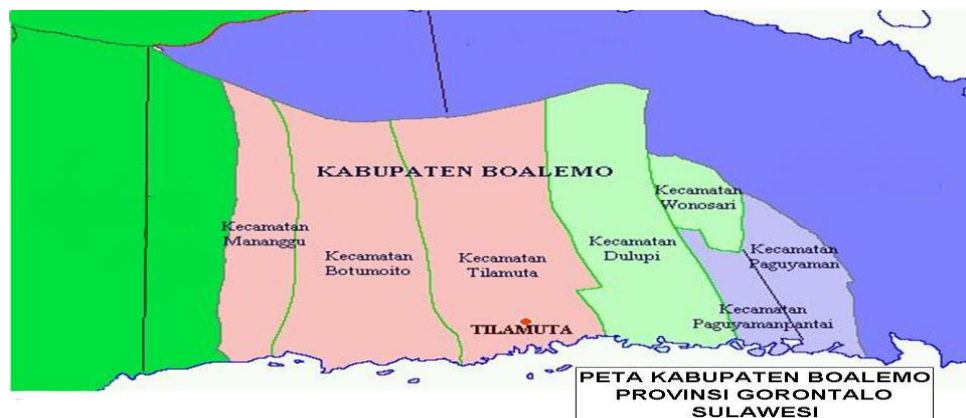 KABUPATEN BOALEMO
Kecamatan
Wonosari
Kecamatan
Mananggu
Kecamatan
Botumoito
Kecamatan
Tilamuta
Kecamatan
Dulupi
Kecamatan
Paguyaman
Kecamatan
Paguyamanpantai
TILAMUTA
PETA KABUPATEN BOALEMO
PROVINSI GORONTALO
SULAWESI